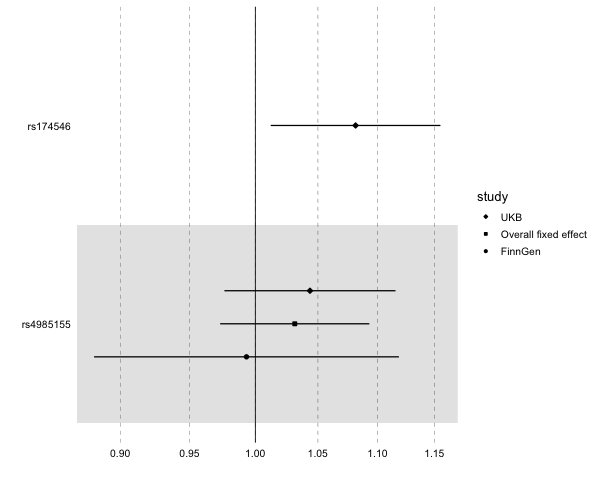 rs174546
rs4985155
0.90 0.95 1.00 1.05 1.10 1.15
study
UKB
Overall fixed effect
FinnGen